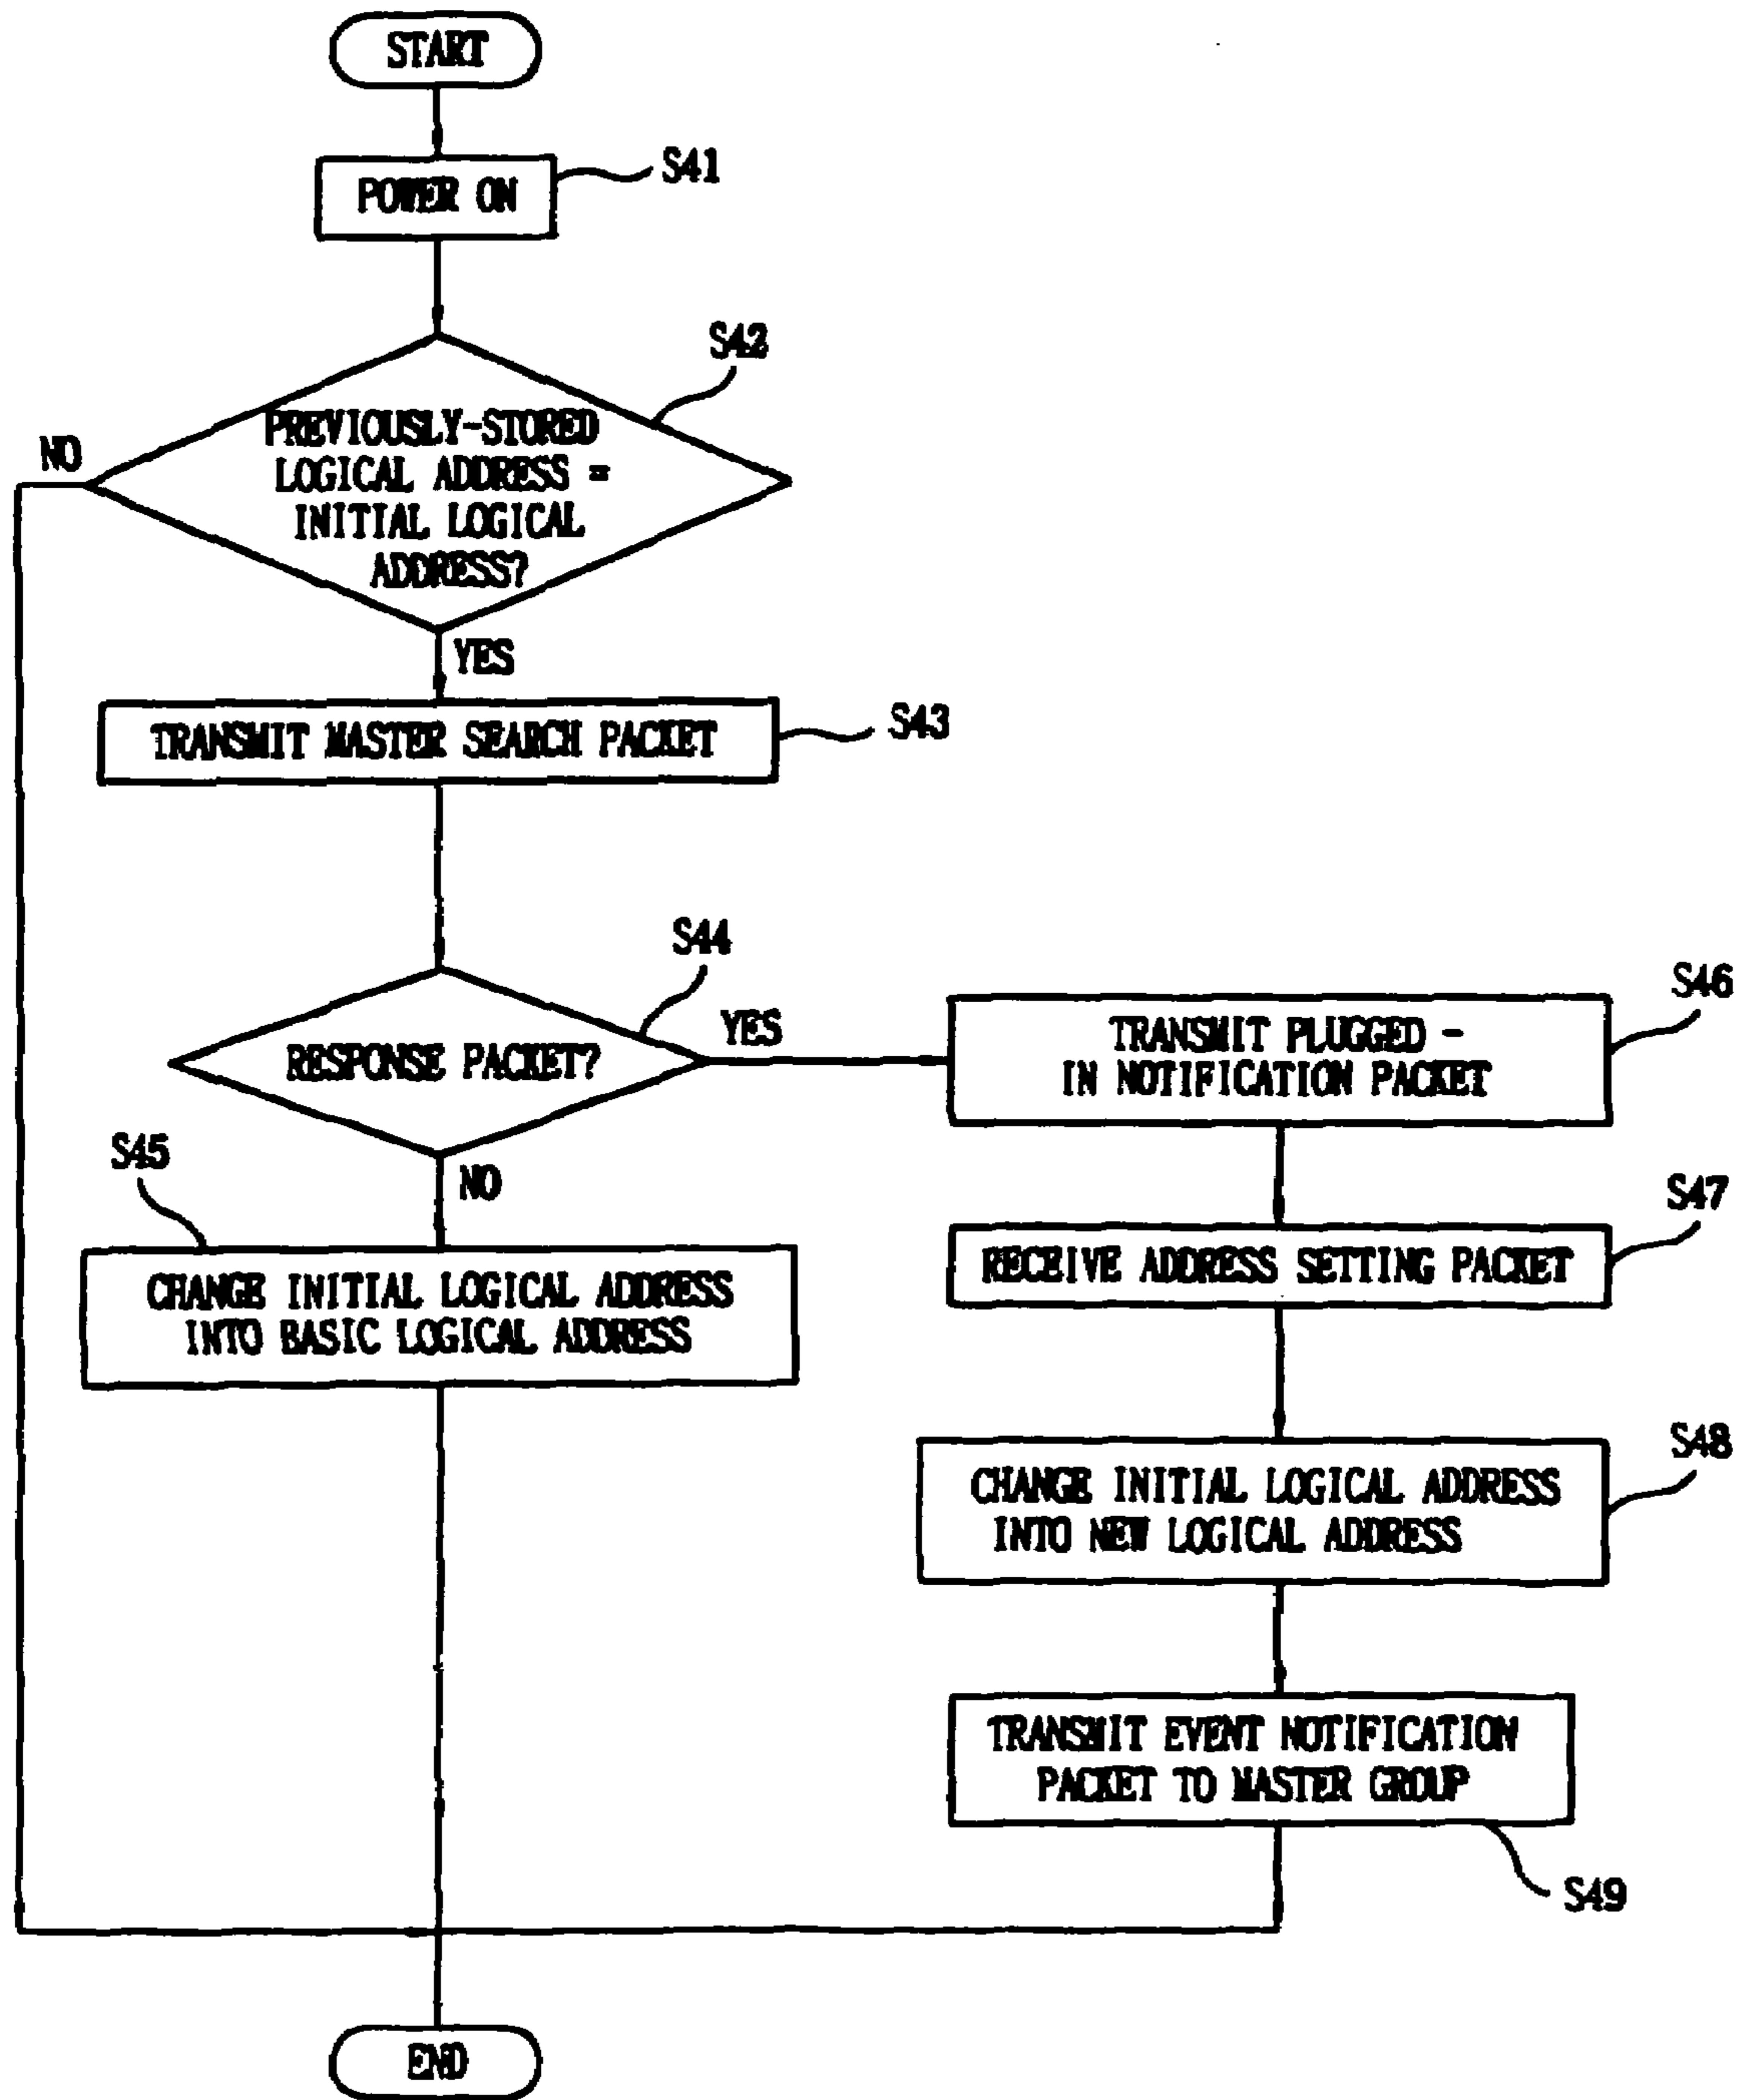 START
POWER ON
S41
S42
PREVIOUSLY-STORED
LOGICAL ADDRESS =
INITIAL LOGICAL
ADDRESS?
NO
YES
TRANSMIT MASTER SEARCH PACKET
S43
S44
RESPONSE PACKET?
YES
NO
S45
CHANGE INITIAL LOGICAL ADDRESS
INTO BASIC LOGICAL ADDRESS
S46
TRANSMIT PLUGGED -
IN NOTIFICATION PACKET
S47
RECEIVE ADDRESS SETTING PACKET
S48
CHANGE INITIAL LOGICAL ADDRESS
INTO NEW LOGICAL ADDRESS
TRANSMIT EVENT NOTIFICATION
PACKET TO MASTER GROUP
S49
END